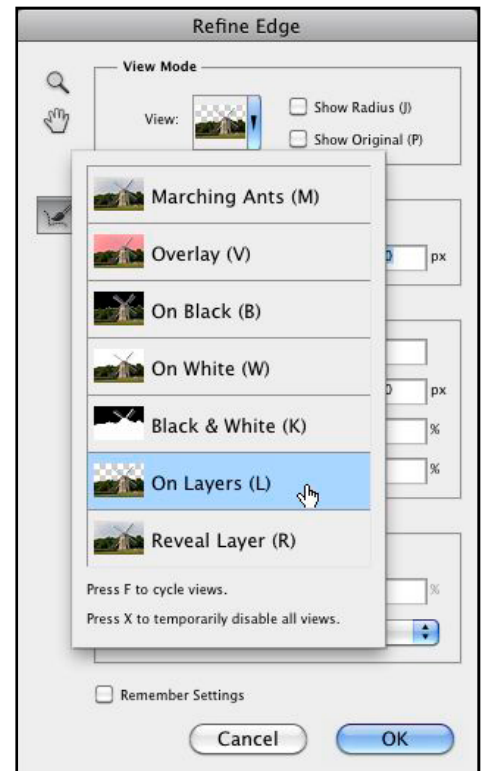 Refine Edge
View Mode
View:
Show Radius (J)
Show Original (P)
Marching Ants (M)
Overlay (V)
px
On Black (B)
On White (W)
px
Black & White (K)
%
On Layers (L)
%
Reveal Layer (R)
Press F to cycle views.
%
Press X to temporarily disable all views.
Remember Settings
Cancel
OK